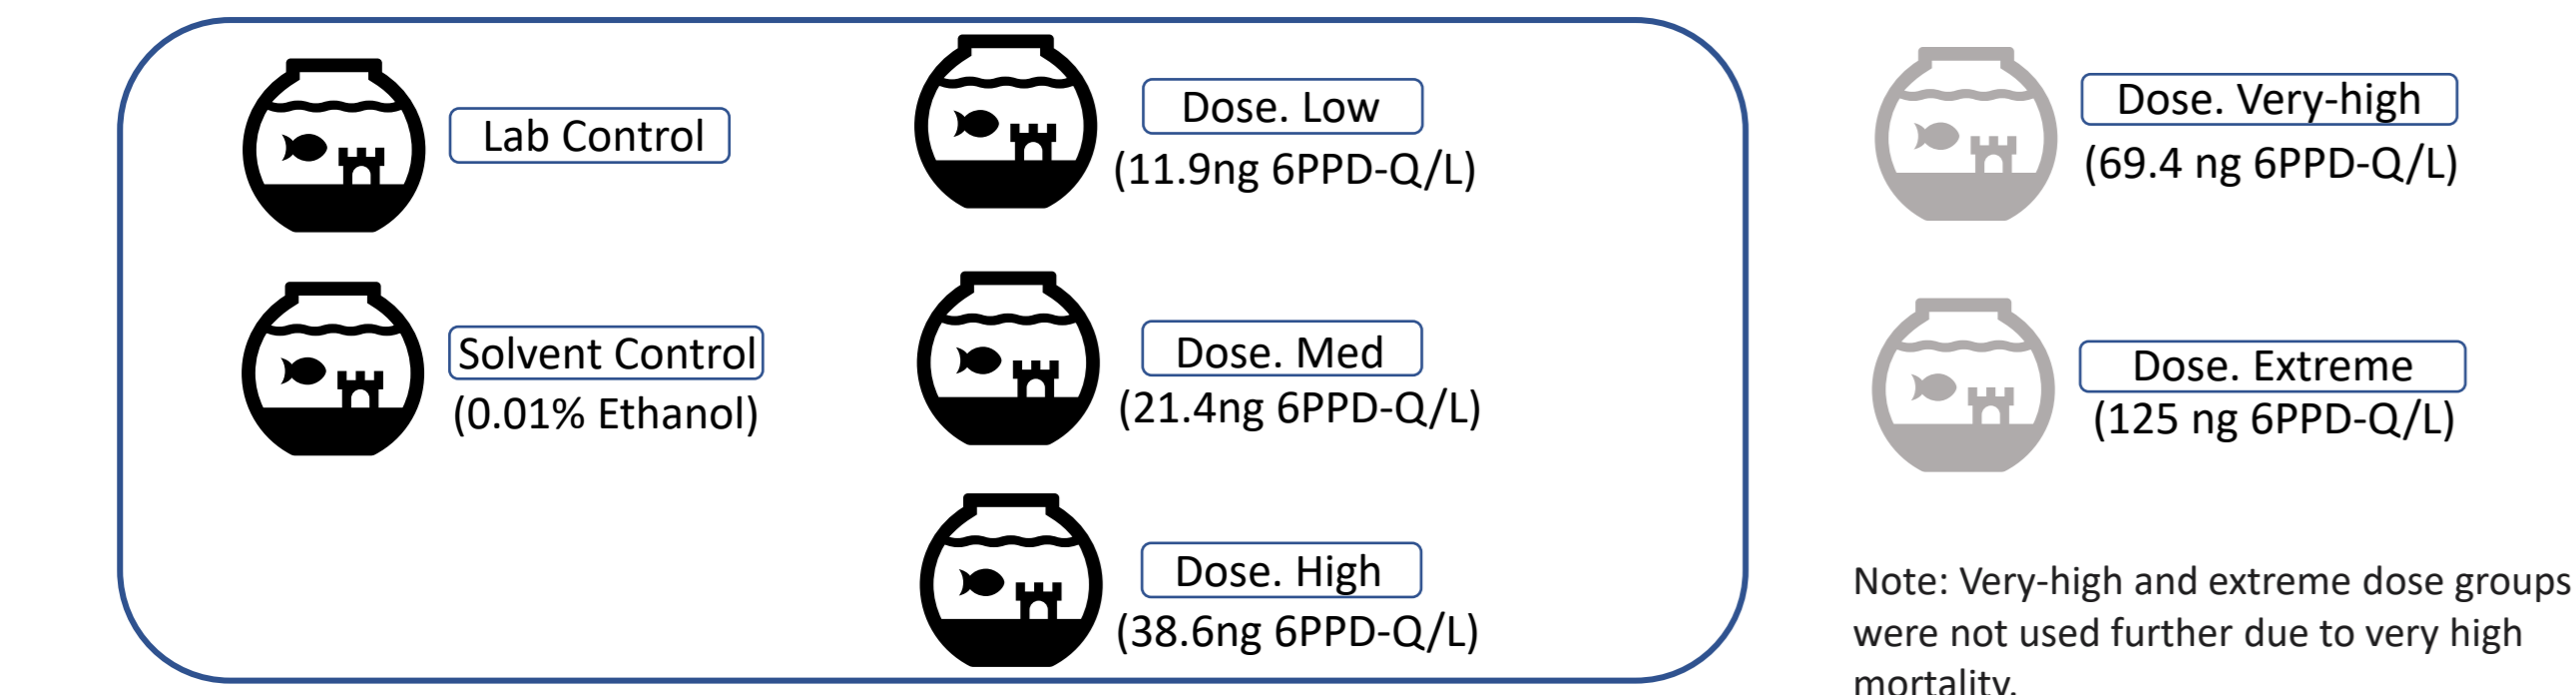 Lab Control
Solvent Control
(0.01% Ethanol)
Dose. Low
(11.9ng 6PPD-Q/L)
Dose. Med
(21.4ng 6PPD-Q/L)
Dose. High
(38.6ng 6PPD-Q/L)
Dose. Very-high
(69.4 ng 6PPD-Q/L)
Dose. Extreme
(125 ng 6PPD-Q/L)
Note: Very-high and extreme dose groups
were not used further due to very high
mortality.